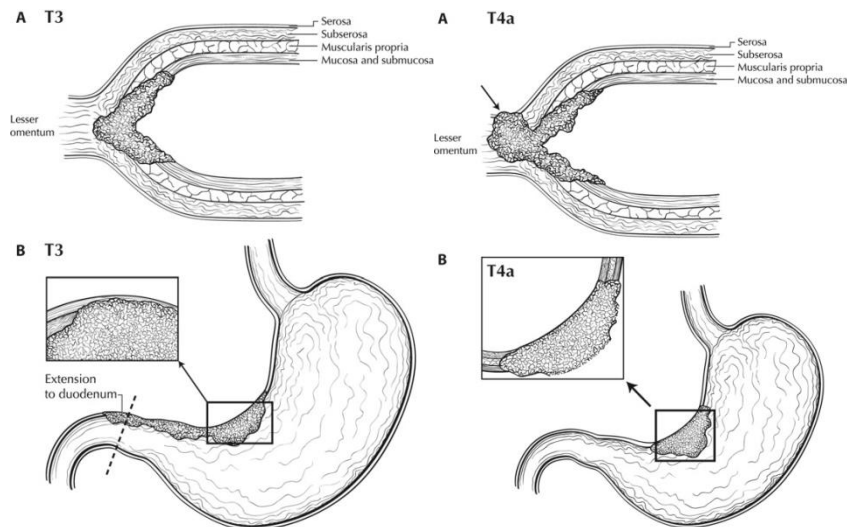 A T3
Serosa
Subserosa
Muscularis propria
Mucosa and submucosa
Lesser
omentum
A T4a
Serosa
Subserosa
Muscularis propria
Mucosa and submucosa
Lesser
omentum
B T3
Extension
to duodenum
B T4a